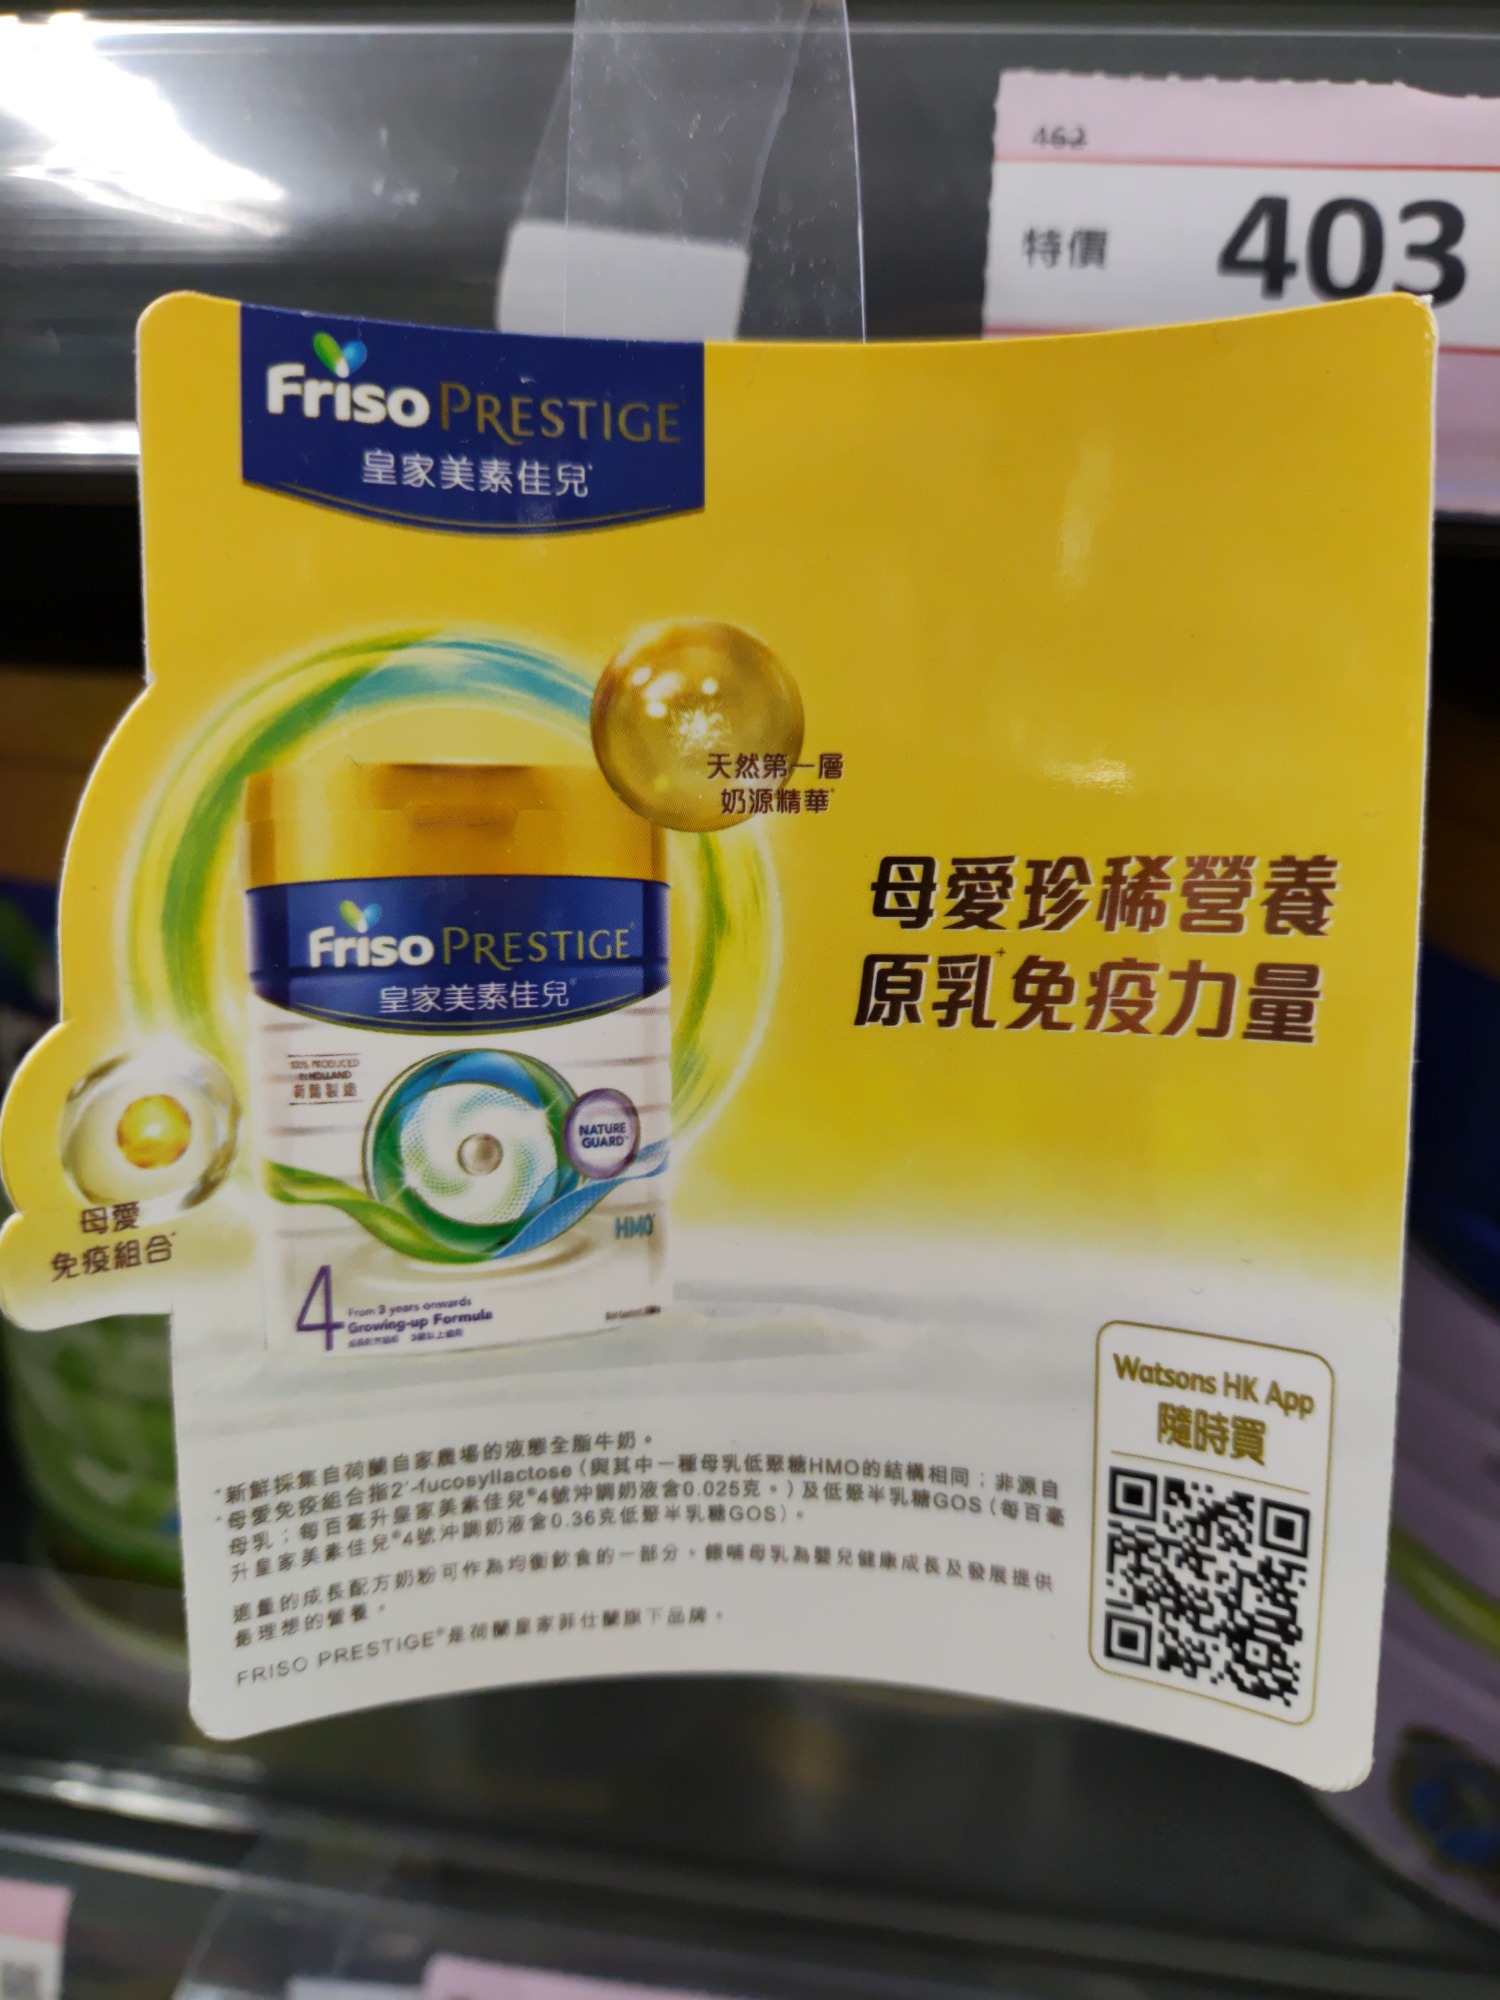 462
特價 403
Friso PRESTIGE
皇家美素佳兒
天然第一層
奶源精華
母愛珍稀營養
原乳+免疫力量
Friso PRESTIGE
皇家美素佳兒
100% PRODUCED
IN HOLLAND
荷蘭製造
NATURE
GUARD™
HMO
母愛
免疫組合
4 From 3 years onwards
Growing-up Formula
Watsons HK App
隨時買
新鮮採集自荷蘭自家農場的液態全脂牛奶。
母愛免疫組合指2'-fucosyllactose（與其中一種母乳低聚糖HMO的結構相同；非源自
母乳；每百毫升皇家美素佳兒®4號沖調奶液含0.025克。）及低聚半乳糖GOS（每百毫
升皇家美素佳兒®4號沖調奶液含0.36克低聚半乳糖GOS）。
適量的成長配方奶粉可作為均衡飲食的一部分。餵哺母乳為嬰兒健康成長及發展提供
最理想的營養。
FRISO PRESTIGE®是荷蘭皇家菲仕蘭旗下品牌。